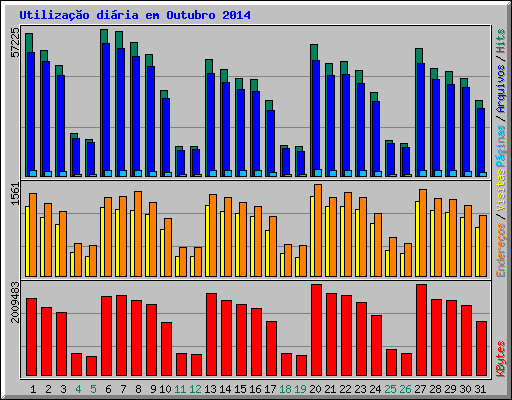 Utilização diária em Outubro 2014
57225
1561
2009483
Endereços / Visitas Páginas / Arquivos / Hits
KBytes
1 2 3 4 5 6 7 8 9 10 11 12 13 14 15 16 17 18 19 20 21 22 23 24 25 26 27 28 29 30 31